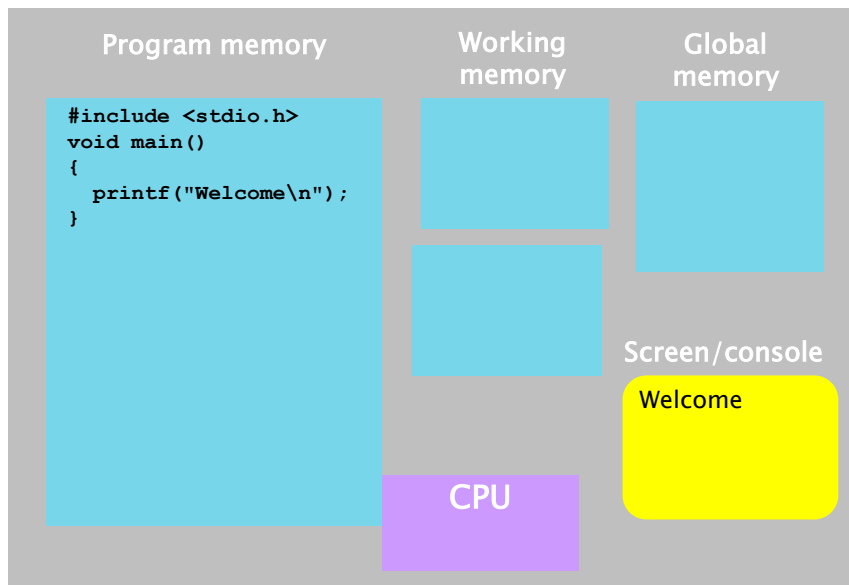 Program memory
#include <stdio.h>
void main()
{
  printf("Welcome\n");
}
Working
memory
Global
memory
Screen/console
Welcome
CPU